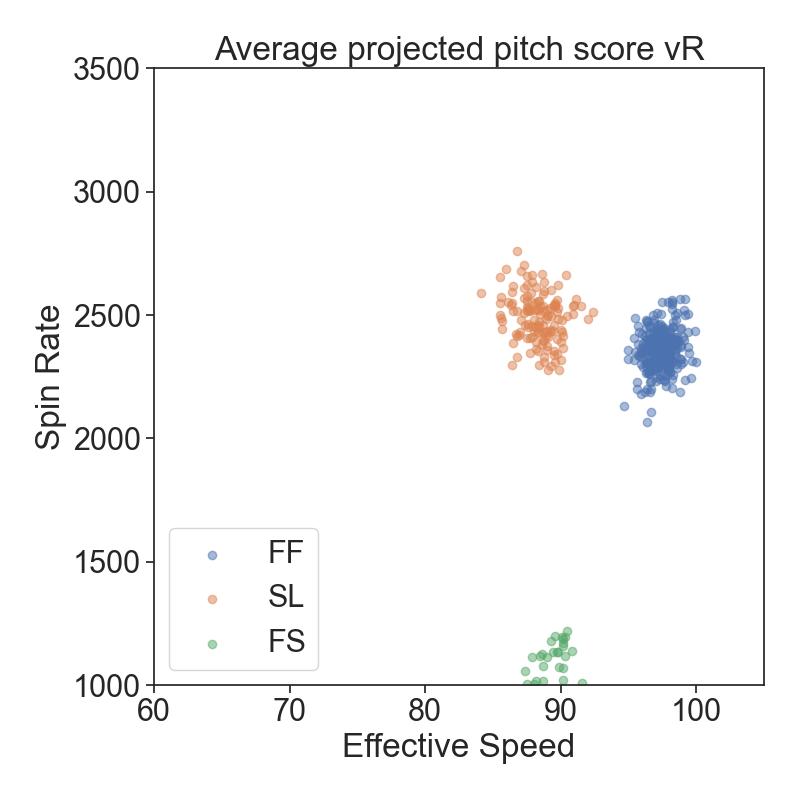 Average projected pitch score vR
3500
3000
2500
2000
1500
1000
Spin Rate
FF
SL
FS
60 70 80 90 100
Effective Speed